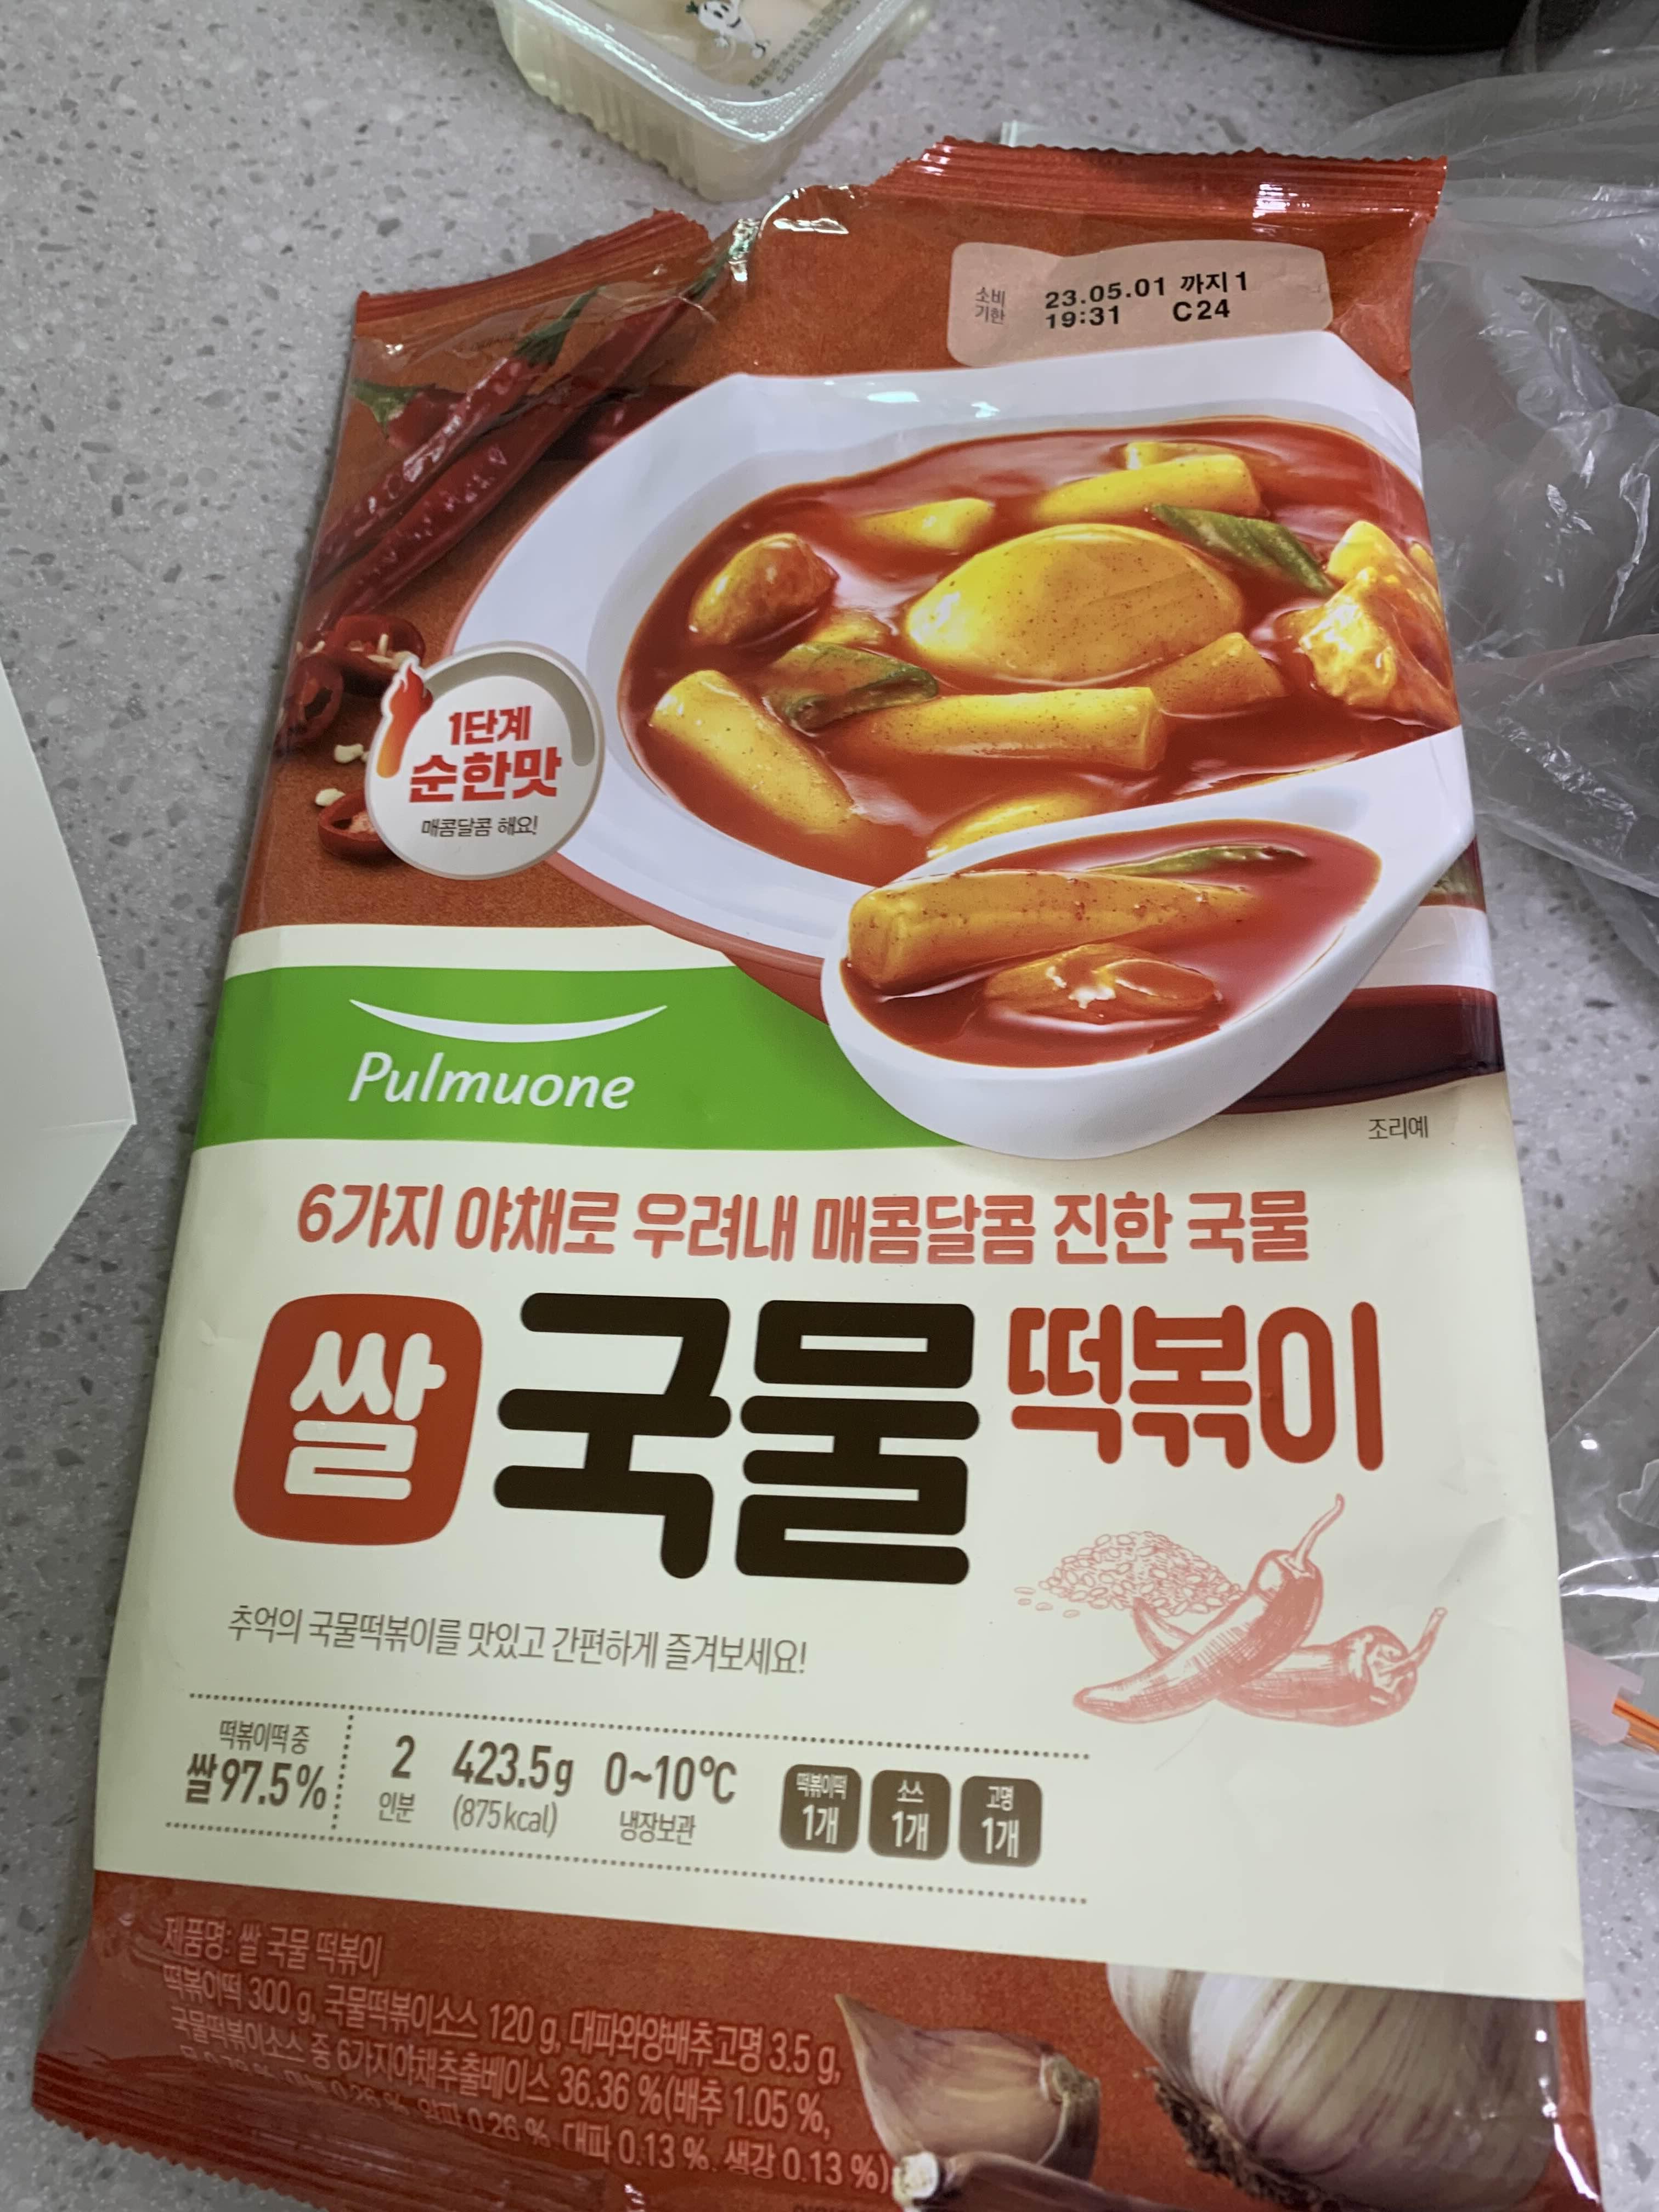 소비
기한
23.05.01 까지1
19:31 C24
1단계
순한맛
매콤달콤 해요!
Pulmuone
조리예
6가지 야채로 우려내 매콤달콤 진한 국물
쌀국물 떡볶이
추억의 국물떡볶이를 맛있고 간편하게 즐겨보세요!
떡볶이떡 중
쌀97.5%
2
인분
423.5g
(875kcal)
0~10℃
냉장보관
떡볶이떡
1개
소스
1개
고명
1개
제품명: 쌀 국물 떡볶이
떡볶이떡 300 g, 국물떡볶이소스 120 g, 대파와양배추고명 3.5 g,
국물떡볶이소스 중 6가지야채추출베이스 36.36 %(배추 1.05 %,
0.26 %, 양파 0.26 %, 대파 0.13 %, 생강 0.13 %)